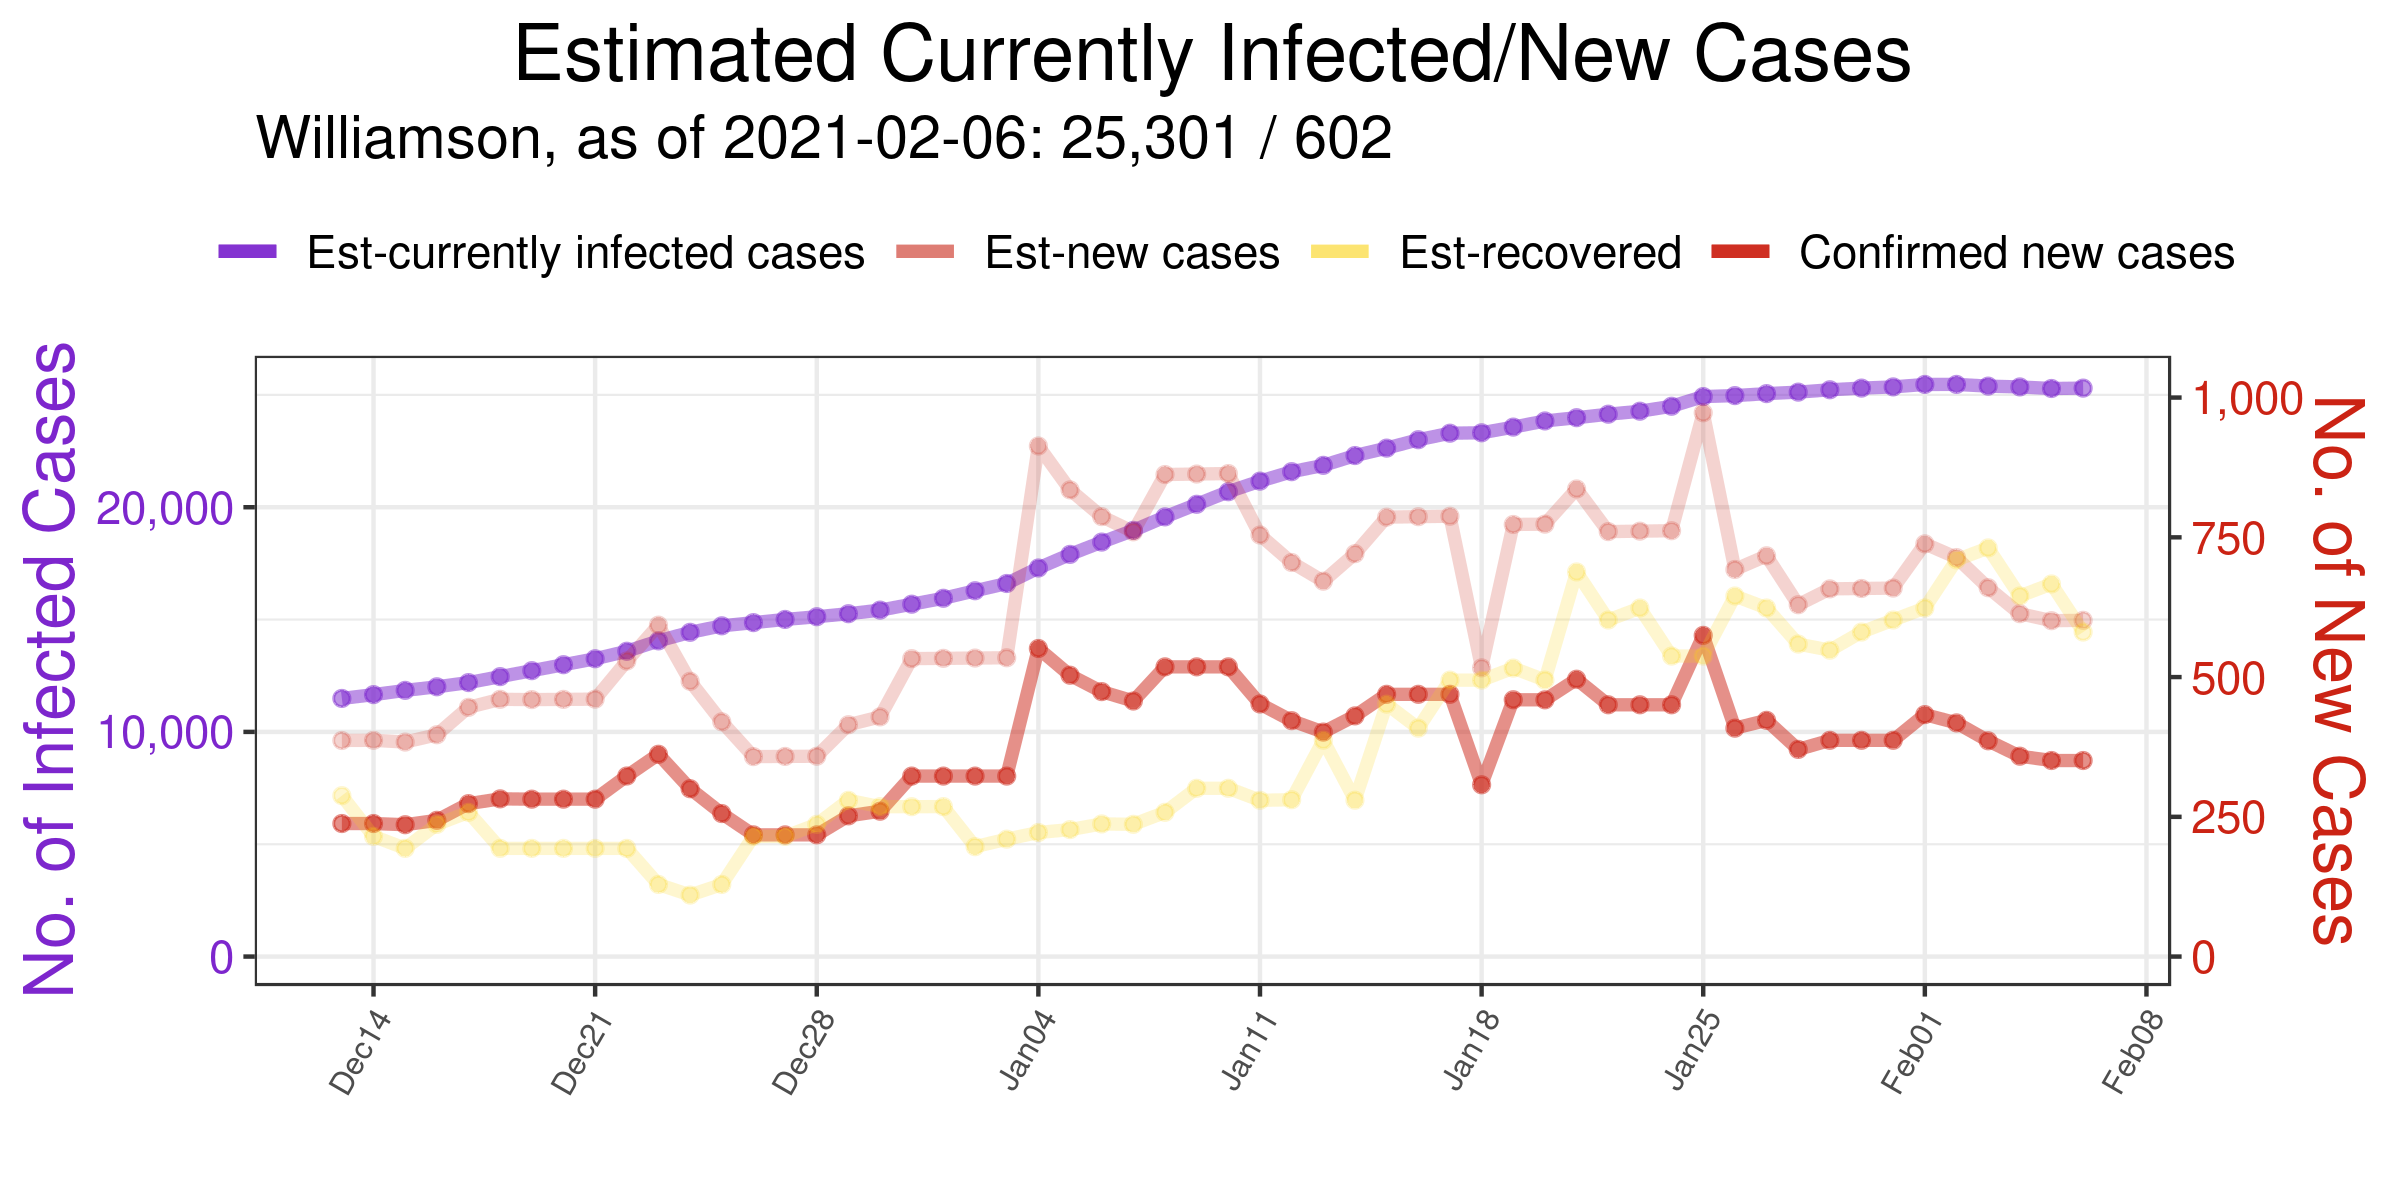 Estimated Currently Infected/New Cases
Williamson, as of 2021-02-06: 25,301 / 602
Est-currently infected cases Est-new cases Est-recovered Confirmed new cases
No. of Infected Cases
20,000
10,000
0
1,000
750
500
250
0
No. of New Cases
Dec14 Dec21 Dec28 Jan04 Jan11 Jan18 Jan25 Feb01 Feb08